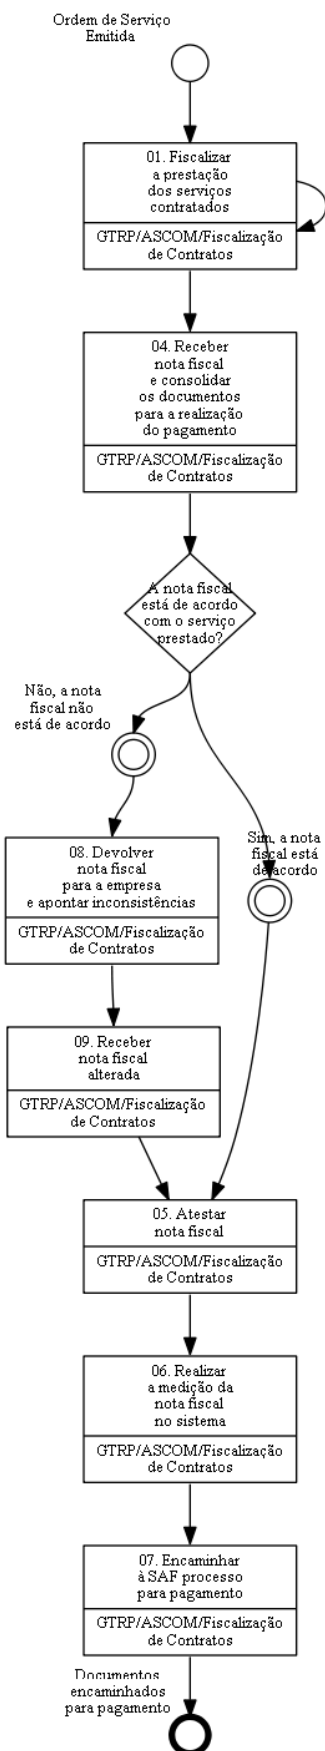 Ordem de Serviço
Emitida
01. Fiscalizar
a prestação
dos serviços
contratados
GTRP/ASCOM/Fiscalização
de Contratos
04. Receber
nota fiscal
e consolidar
os documentos
para a realização
do pagamento
GTRP/ASCOM/Fiscalização
de Contratos
A nota fiscal
está de acordo
com o serviço
prestado?
Não, a nota
fiscal não
está de acordo
Sim, a nota
fiscal está
de acordo
08. Devolver
nota fiscal
para a empresa
e apontar inconsistências
GTRP/ASCOM/Fiscalização
de Contratos
09. Receber
nota fiscal
alterada
GTRP/ASCOM/Fiscalização
de Contratos
05. Atestar
nota fiscal
GTRP/ASCOM/Fiscalização
de Contratos
06. Realizar
a medição da
nota fiscal
no sistema
GTRP/ASCOM/Fiscalização
de Contratos
07. Encaminhar
à SAF processo
para pagamento
GTRP/ASCOM/Fiscalização
de Contratos
Documentos
encaminhados
para pagamento